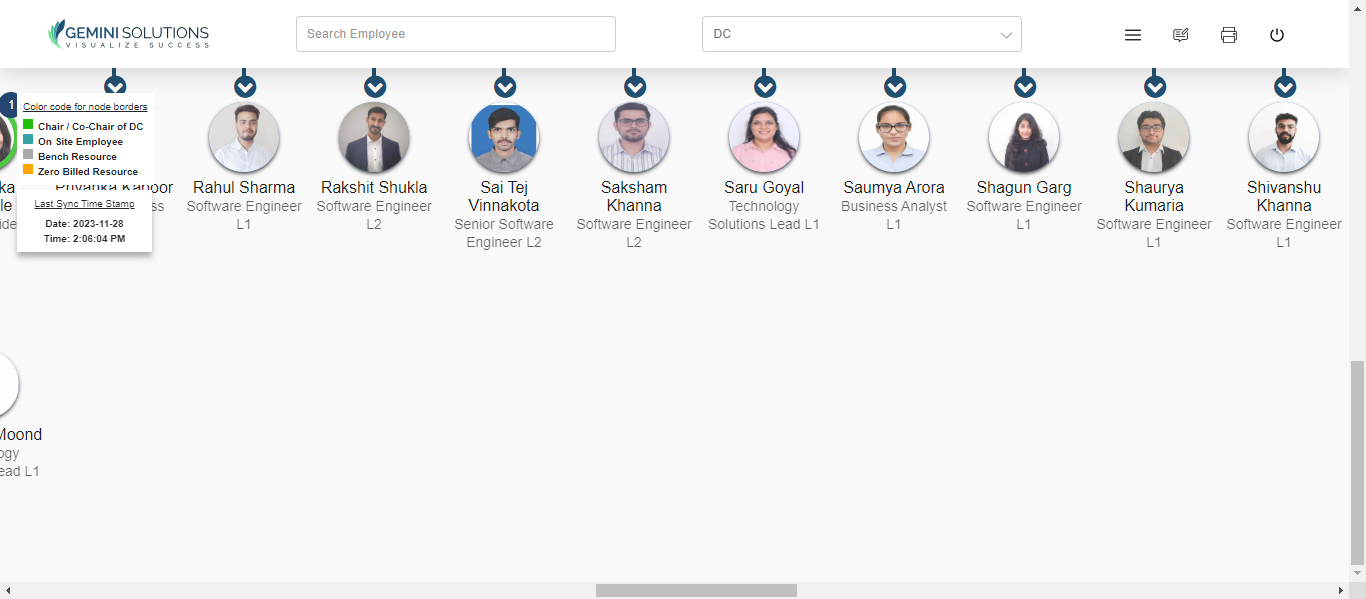 GEMINI SOLUTIONS
VISUALIZE SUCCESS
Search Employee
DC
1
Color code for node borders
Chair / Co-Chair of DC
On Site Employee
Bench Resource
Zero Billed Resource
Last Sync Time Stamp
Date: 2023-11-28
Time: 2:06:04 PM
ka
le
ide
Priyanka Kapoor
ss
Rahul Sharma
Software Engineer
L1
Rakshit Shukla
Software Engineer
L2
Sai Tej
Vinnakota
Senior Software
Engineer L2
Saksham
Khanna
Software Engineer
L2
Saru Goyal
Technology
Solutions Lead L1
Saumya Arora
Business Analyst
L1
Shagun Garg
Software Engineer
L1
Shaurya
Kumaria
Software Engineer
L1
Shivanshu
Khanna
Software Engineer
L1
Moond
ogy
ead L1